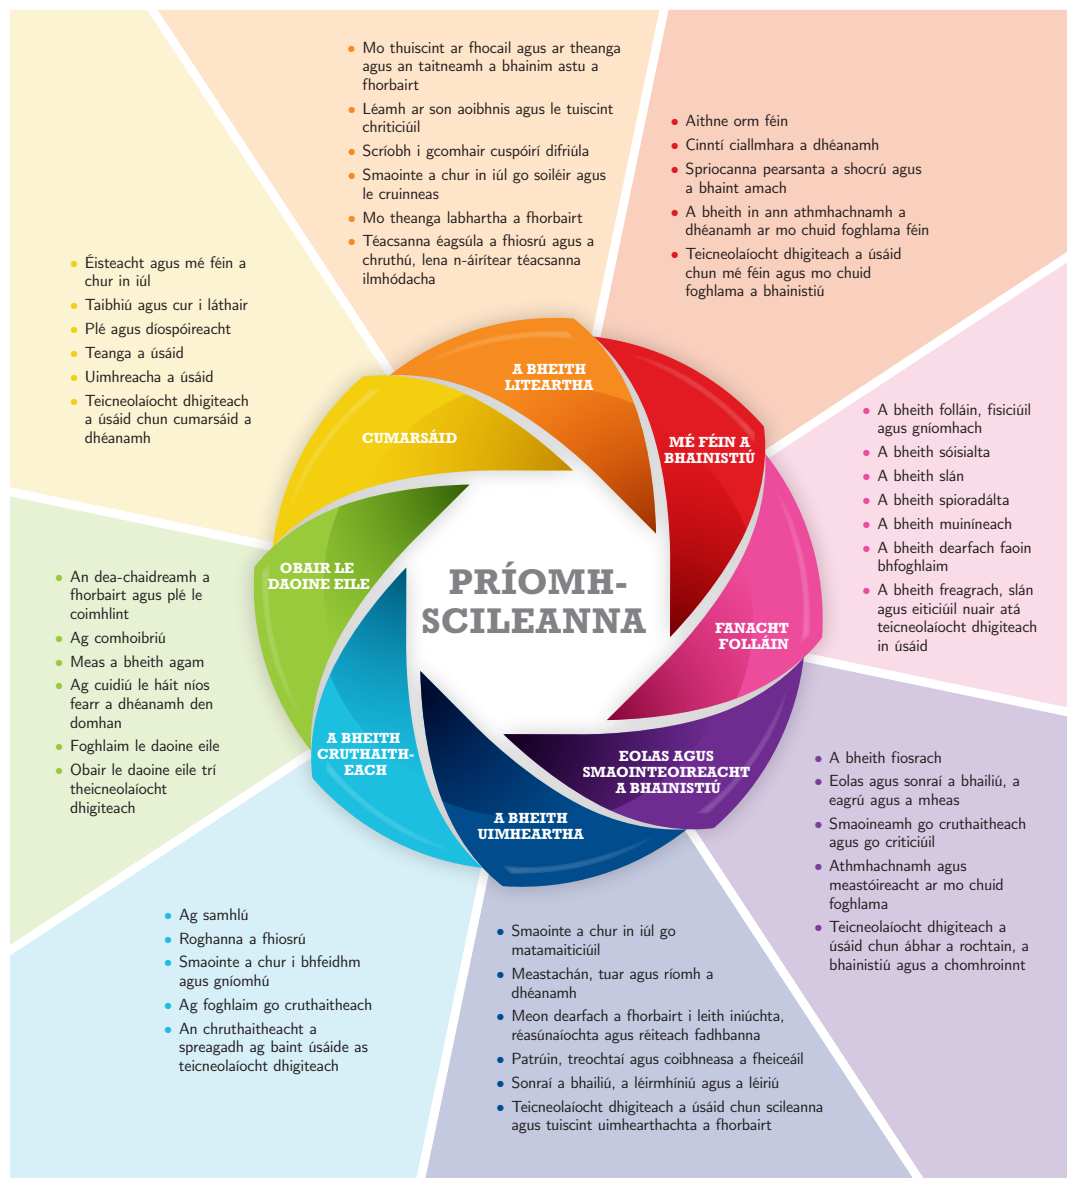 Mo thuiscint ar fhocail agus ar theanga
agus an taitneamh a bhainim astu a
fhorbairt
Léamh ar son aoibhnis agus le tuiscint
chriticiúil
Scríobh i gcomhair cuspóirí difriúla
Smaointe a chur in iúl go soiléir agus
le cruinneas
Mo theanga labhartha a fhorbairt
Téacsanna éagsúla a fhiosrú agus a
chruthú, lena n-áirítear téacsanna
ilmhódacha
Aithne orm féin
Cinntí ciallmhara a dhéanamh
Spriocanna pearsanta a shocrú agus
a bhaint amach
A bheith in ann athmhachnamh a
dhéanamh ar mo chuid foghlama féin
Teicneolaíocht dhigiteach a úsáid
chun mé féin agus mo chuid
foghlama a bhainistiú
Éisteacht agus mé féin a
chur in iúl
Taibhiú agus cur i láthair
Plé agus díospóireacht
Teanga a úsáid
Uimhreacha a úsáid
Teicneolaíocht dhigiteach
a úsáid chun cumarsáid a
dhéanamh
A bheith folláin, fisiciúil
agus gníomhach
A bheith sóisialta
A bheith slán
A bheith spioradálta
A bheith muiníneach
A bheith dearfach faoin
bhfoghlaim
A bheith freagrach, slán
agus eiticiúil nuair atá
teicneolaíocht dhigiteach
in úsáid
A BHEITH
LITEARTHA
MÉ FÉIN A
BHAINISTIÚ
CUMARSÁID
OBAIR LE
DAOINE EILE
PRÍOMH-
SCILEANNA
FANACHT
FOLLÁIN
A BHEITH
CRUTHAITH-
EACH
EOLAS AGUS
SMAOINTEOIREACHT
A BHAINISTIÚ
A BHEITH
UIMHEARTHA
An dea-chaidreamh a
fhorbairt agus plé le
coimhlint
Ag comhoibriú
Meas a bheith agam
Ag cuidiú le háit níos
fearr a dhéanamh den
domhan
Foghlaim le daoine eile
Obair le daoine eile trí
theicneolaíocht
dhigiteach
A bheith fiosrach
Eolas agus sonraí a bhailiú, a
eagrú agus a mheas
Smaoineamh go cruthaitheach
agus go criticiúil
Athmhachnamh agus
meastóireacht ar mo chuid
foghlama
Teicneolaíocht dhigiteach a
úsáid chun ábhar a rochtain, a
bhainistiú agus a chomhroinnt
Ag samhlú
Roghanna a fhiosrú
Smaointe a chur i bhfeidhm
agus gníomhú
Ag foghlaim go cruthaitheach
An chruthaitheacht a
spreagadh ag baint úsáide as
teicneolaíocht dhigiteach
Smaointe a chur in iúl go
matamaiticiúil
Meastachán, tuar agus ríomh a
dhéanamh
Meon dearfach a fhorbairt i leith iniúchta,
réasúnaíochta agus réiteach fadhbanna
Patrúin, treochtaí agus coibhneasa a fheiceáil
Sonraí a bhailiú, a léirmhíniú agus a léiriú
Teicneolaíocht dhigiteach a úsáid chun scileanna
agus tuiscint uimhearthachta a fhorbairt